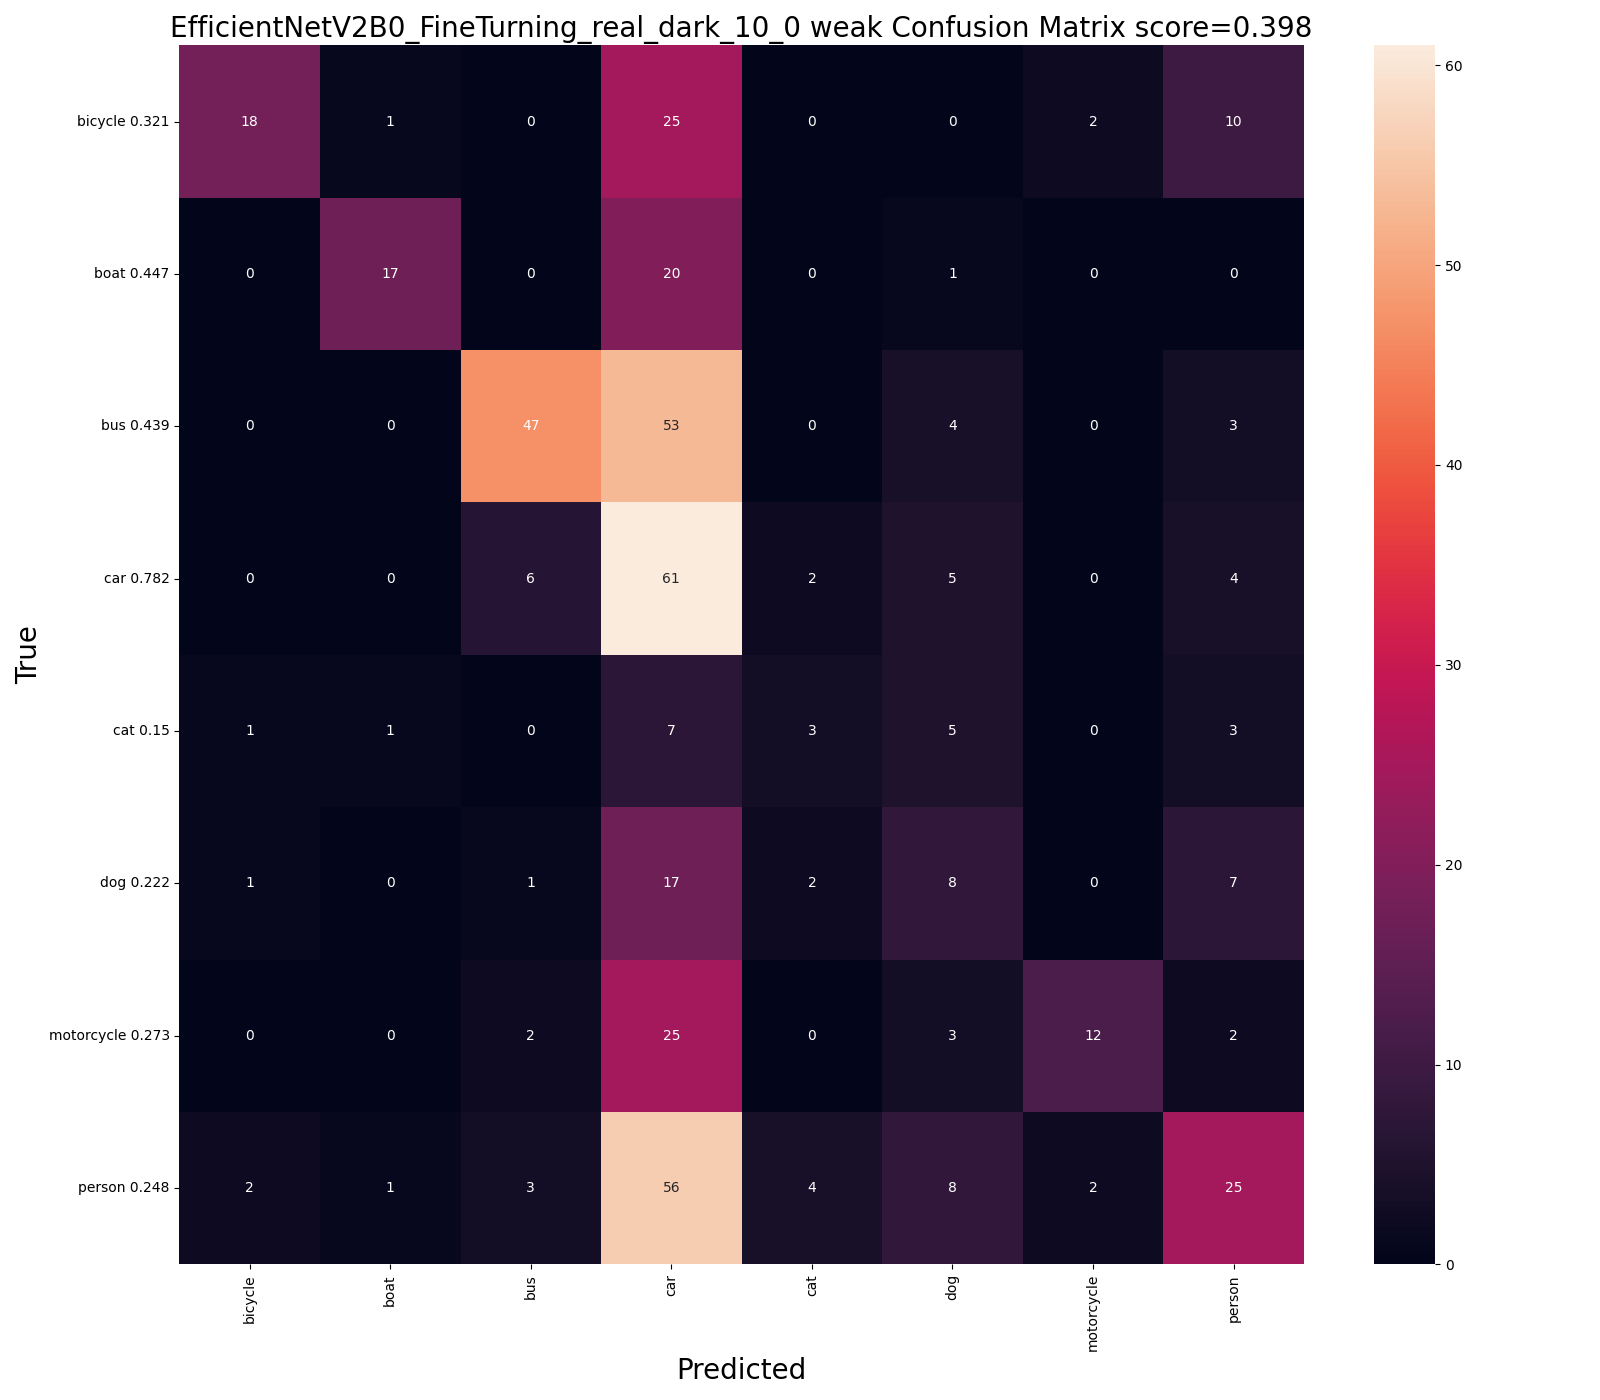 EfficientNetV2B0_FineTurning_real_dark_10_0 weak Confusion Matrix score=0.398
bicycle 0.321 18 1 0 25 0 0 2 10
boat 0.447 0 17 0 20 0 1 0 0
bus 0.439 0 0 47 53 0 4 0 3
car 0.782 0 0 6 61 2 5 0 4
cat 0.15 1 1 0 7 3 5 0 3
dog 0.222 1 0 1 17 2 8 0 7
motorcycle 0.273 0 0 2 25 0 3 12 2
person 0.248 2 1 3 56 4 8 2 25
bicycle boat bus car cat dog motorcycle person
True
Predicted
60
50
40
30
20
10
0